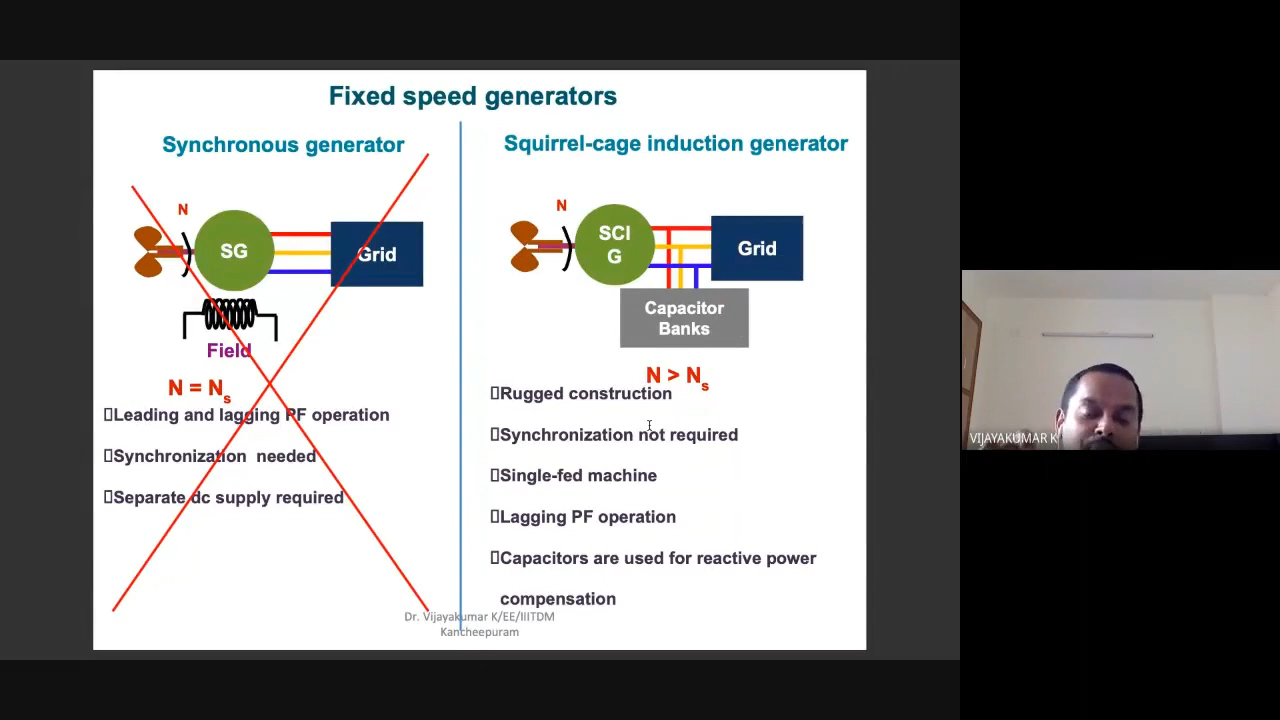 Fixed speed generators
Synchronous generator
N
SG
Grid
Field
N = Ns
▯Leading and lagging PF operation
▯Synchronization needed
▯Separate dc supply required
Squirrel-cage induction generator
N
SCI
G
Grid
Capacitor
Banks
N > Ns
▯Rugged construction
▯Synchronization not required
▯Single-fed machine
▯Lagging PF operation
▯Capacitors are used for reactive power
compensation
Dr. Vijayakumar K/EE/IIITDM
Kancheepuram
VIJAYAKUMAR K